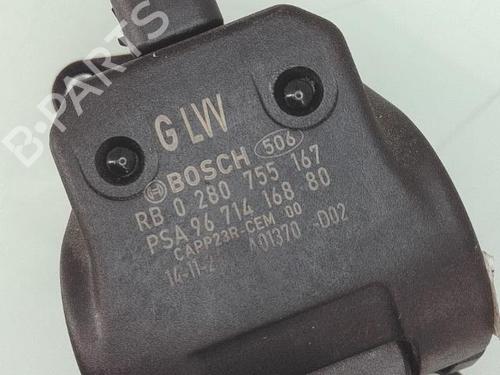 B-PARTS
G LW
BOSCH 506
RB 0 280 755 167
PSA 96 714 168 80
CAPP23R-CEM 00
A01370 -D02